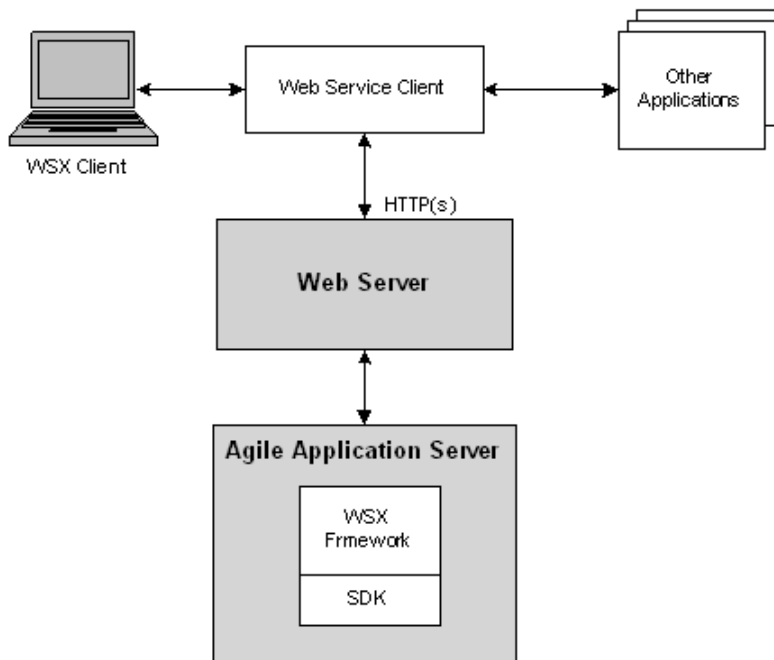 Web Service Client
Other
Applications
WSX Client
HTTP(s)
Web Server
Agile Application Server
WSX
Frmework
SDK